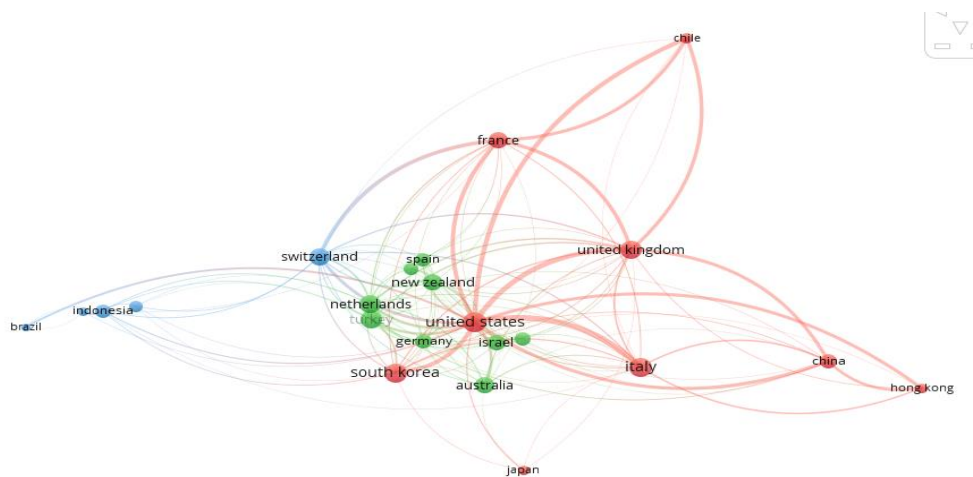 chile
france
united kingdom
switzerland
spain
new zealand
netherlands
turkey
indonesia
brazil
united states
germany
israel
south korea
italy
china
australia
hong kong
japan